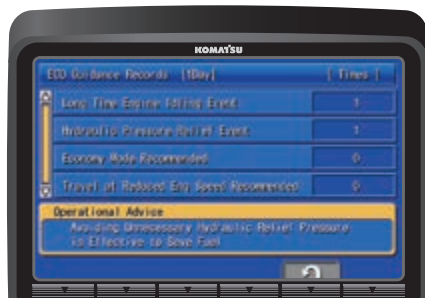 KOMATSU
ECO Guidance Records [1Day] [ Times ]
Long Time Engine Idling Event 1
Hydraulic Pressure Relief Event 1
Economy Mode Recommended 0
Travel at Reduced Eng Speed Recommended 0
Operational Advice
Avoiding Unnecessary Hydraulic Relief Pressure
is Effective to Save Fuel